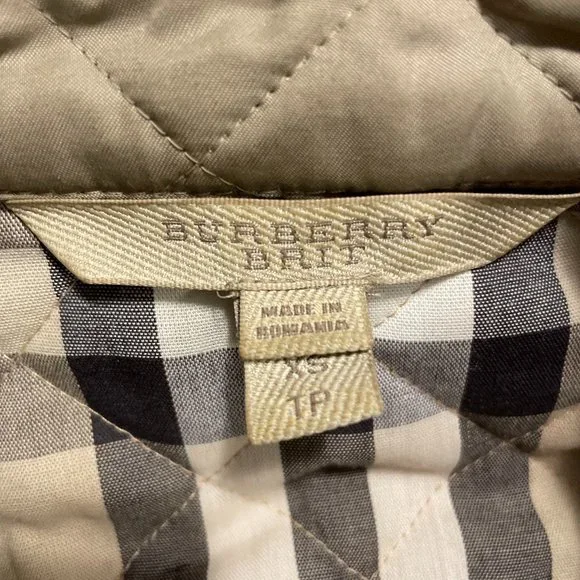 BURBERRY
BRIT
MADE IN
ROMANIA
XS
TP